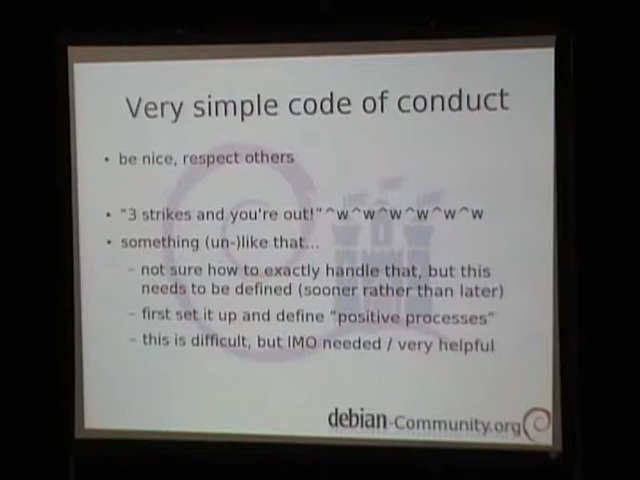 Very simple code of conduct
• be nice, respect others
• "3 strikes and you're out!"^w^w^w^w^w^w
• something (un-)like that...
– not sure how to exactly handle that, but this
needs to be defined (sooner rather than later)
– first set it up and define "positive processes"
– this is difficult, but IMO needed / very helpful
debian-Community.org